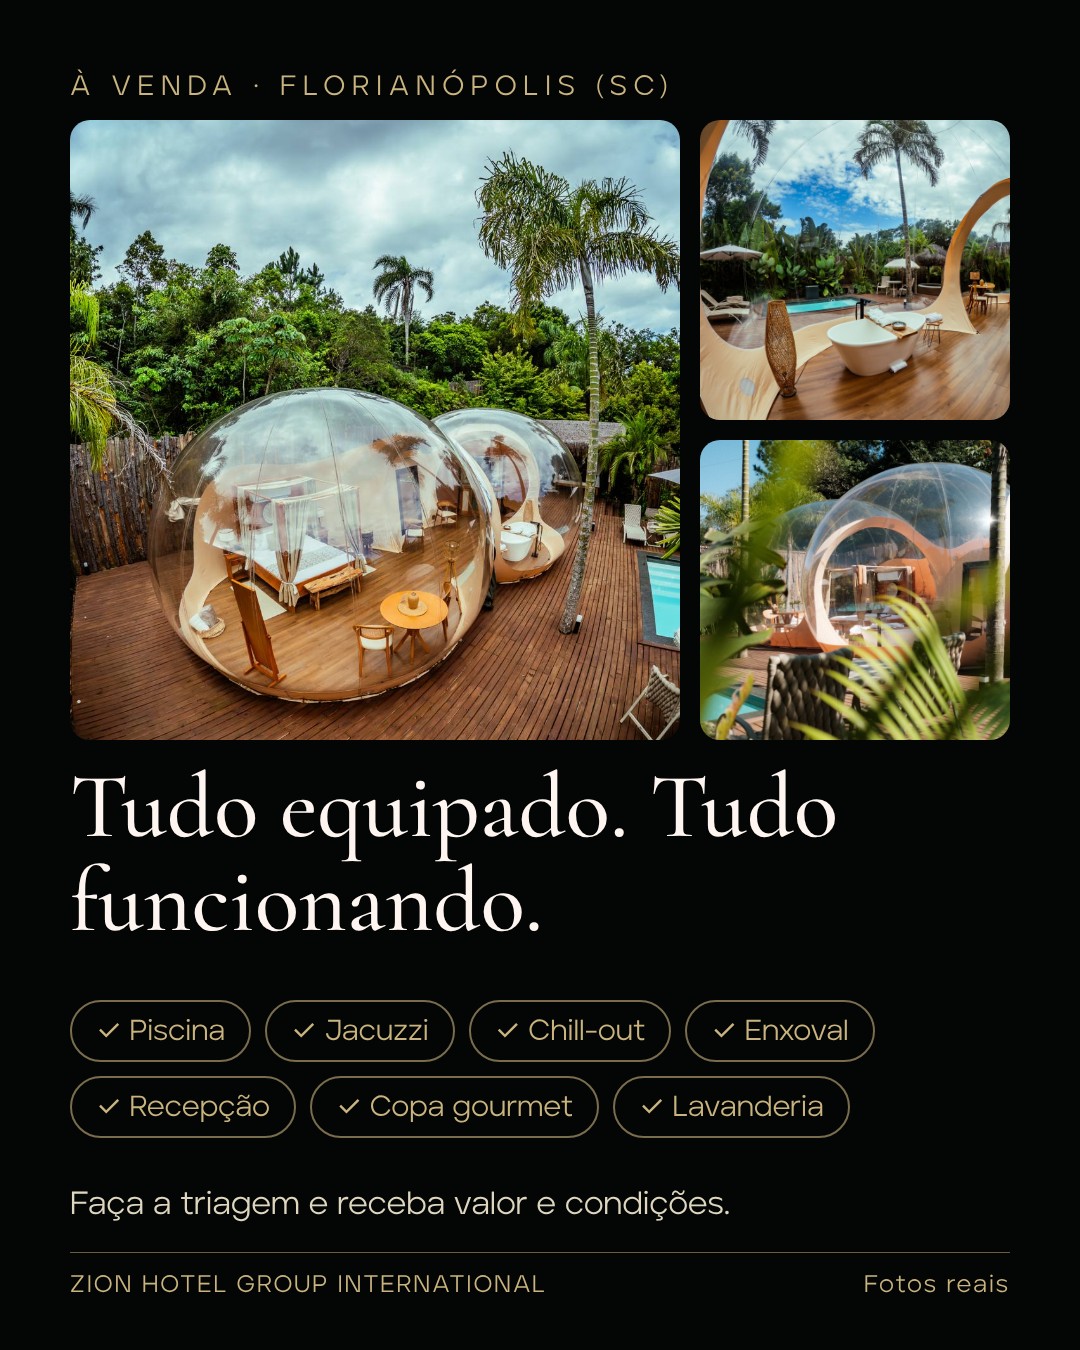 À VENDA · FLORIANÓPOLIS (SC)
Tudo equipado. Tudo
funcionando.
✓ Piscina ✓ Jacuzzi ✓ Chill-out ✓ Enxoval
✓ Recepção ✓ Copa gourmet ✓ Lavanderia
Faça a triagem e receba valor e condições.
ZION HOTEL GROUP INTERNATIONAL Fotos reais